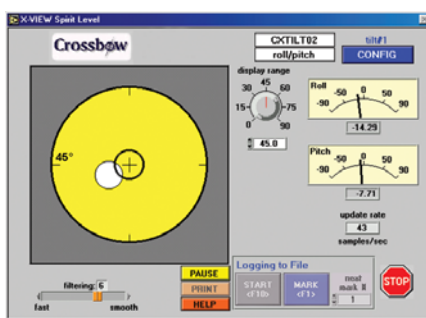 X-VIEW Spirit Level
Crossbow
CXTILT02
tilt#1
roll/pitch
CONFIG
display range
45
30
60
15
75
0
90
45.0
Roll
-50 0 50
-90 90
-14.29
Pitch
-50 0 50
-90 90
-7.71
update rate
43
samples/sec
45°
filtering: 6
fast
smooth
PAUSE
PRINT
HELP
Logging to File
START
<F10>
MARK
<F1>
next
mark #
1
STOP